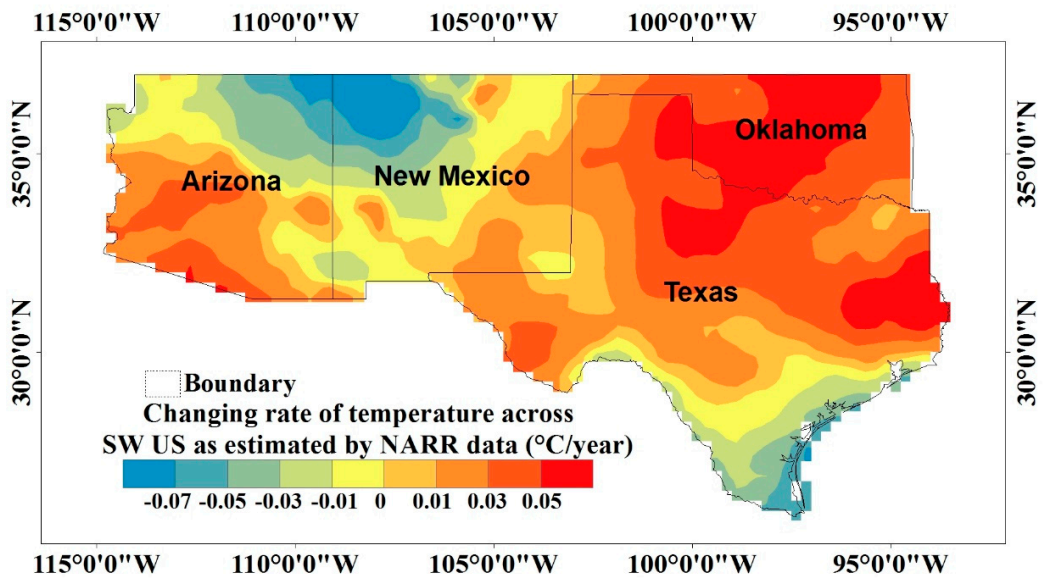 115°0'0"W 110°0'0"W 105°0'0"W 100°0'0"W 95°0'0"W
35°0'0"N
35°0'0"N
Oklahoma
Arizona
New Mexico
Texas
30°0'0"N
30°0'0"N
Boundary
Changing rate of temperature across
SW US as estimated by NARR data (°C/year)
-0.07 -0.05 -0.03 -0.01 0 0.01 0.03 0.05
115°0'0"W 110°0'0"W 105°0'0"W 100°0'0"W 95°0'0"W